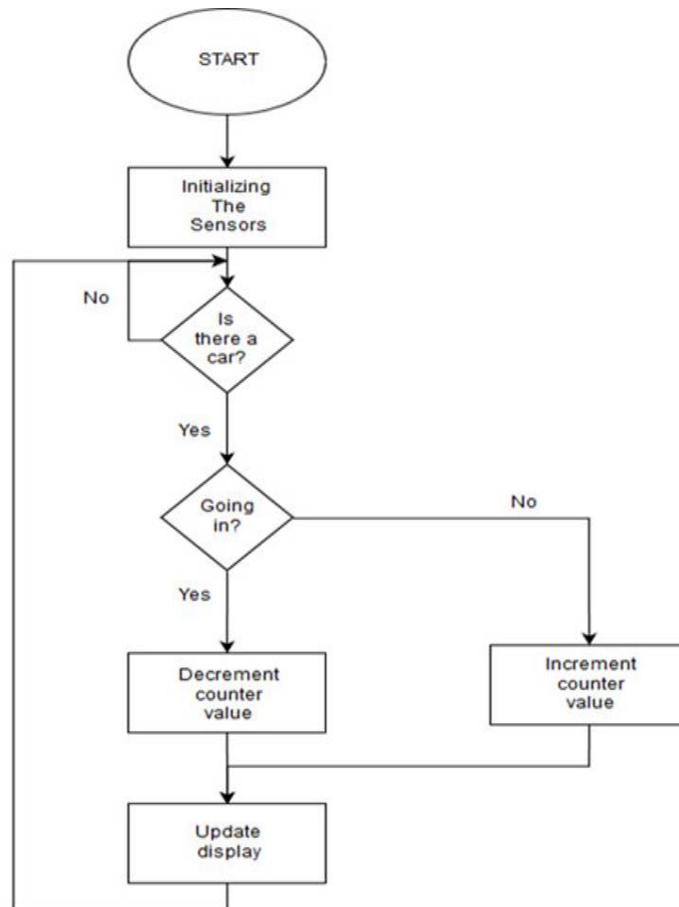 START
Initializing
The
Sensors
No
Is
there a
car?
Yes
Going
in?
No
Yes
Decrement
counter
value
Increment
counter
value
Update
display